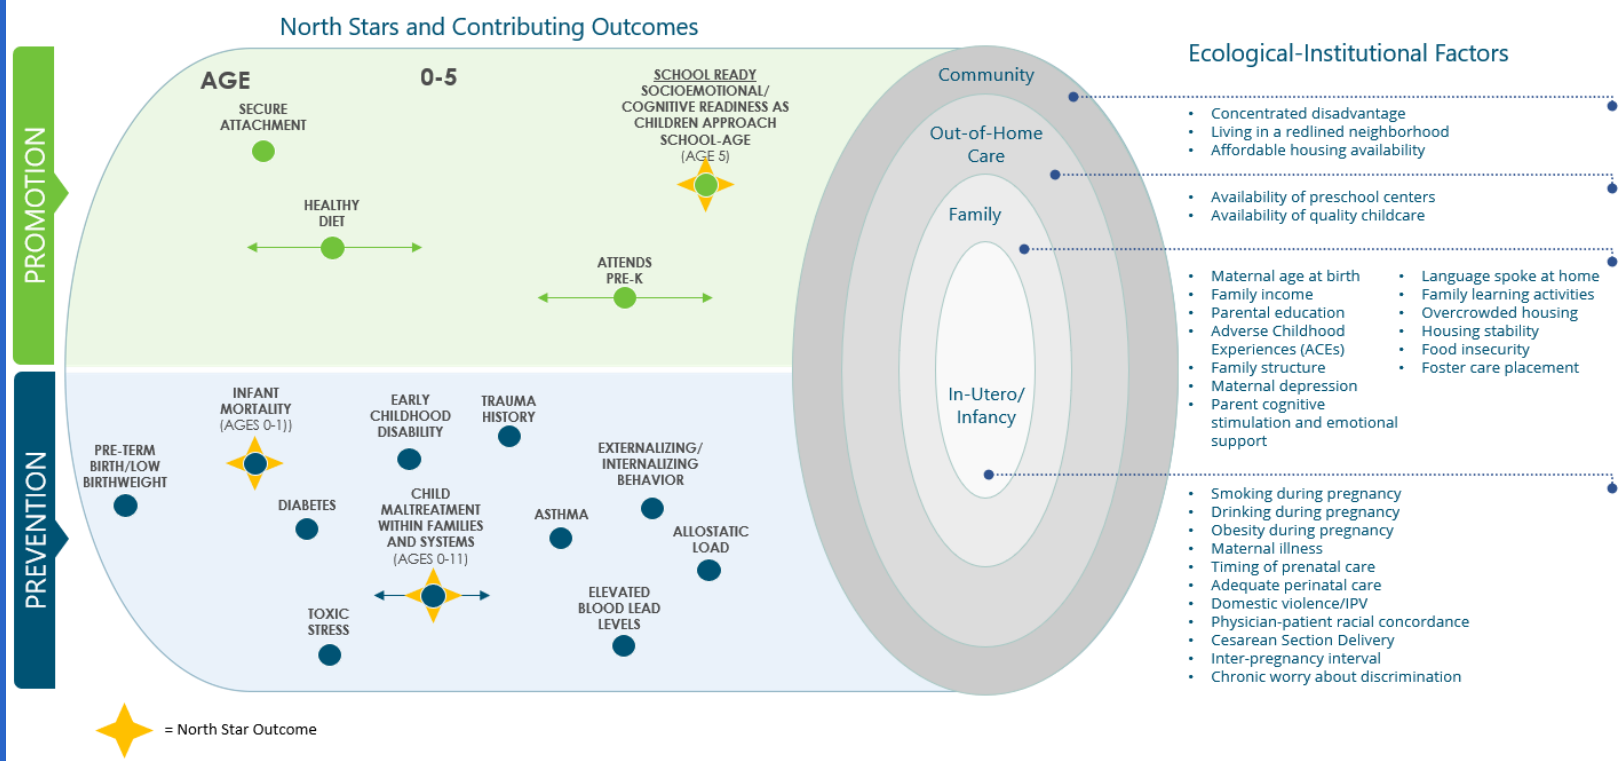 North Stars and Contributing Outcomes
PROMOTION
AGE 0-5
SECURE
ATTACHMENT
HEALTHY
DIET
SCHOOL READY
SOCIOEMOTIONAL/
COGNITIVE READINESS AS
CHILDREN APPROACH
SCHOOL-AGE
(AGE 5)
ATTENDS
PRE-K
PREVENTION
PRE-TERM
BIRTH/LOW
BIRTHWEIGHT
INFANT
MORTALITY
(AGES 0-1))
DIABETES
TOXIC
STRESS
EARLY
CHILDHOOD
DISABILITY
CHILD
MALTREATMENT
WITHIN FAMILIES
AND SYSTEMS
(AGES 0-11)
TRAUMA
HISTORY
ASTHMA
EXTERNALIZING/
INTERNALIZING
BEHAVIOR
ALLOSTATIC
LOAD
ELEVATED
BLOOD LEAD
LEVELS
= North Star Outcome
Community
Out-of-Home
Care
Family
In-Utero/
Infancy
Ecological-Institutional Factors
• Concentrated disadvantage
• Living in a redlined neighborhood
• Affordable housing availability
• Availability of preschool centers
• Availability of quality childcare
• Maternal age at birth
• Family income
• Parental education
• Adverse Childhood
Experiences (ACEs)
• Family structure
• Maternal depression
• Parent cognitive
stimulation and emotional
support
• Language spoke at home
• Family learning activities
• Overcrowded housing
• Housing stability
• Food insecurity
• Foster care placement
• Smoking during pregnancy
• Drinking during pregnancy
• Obesity during pregnancy
• Maternal illness
• Timing of prenatal care
• Adequate perinatal care
• Domestic violence/IPV
• Physician-patient racial concordance
• Cesarean Section Delivery
• Inter-pregnancy interval
• Chronic worry about discrimination